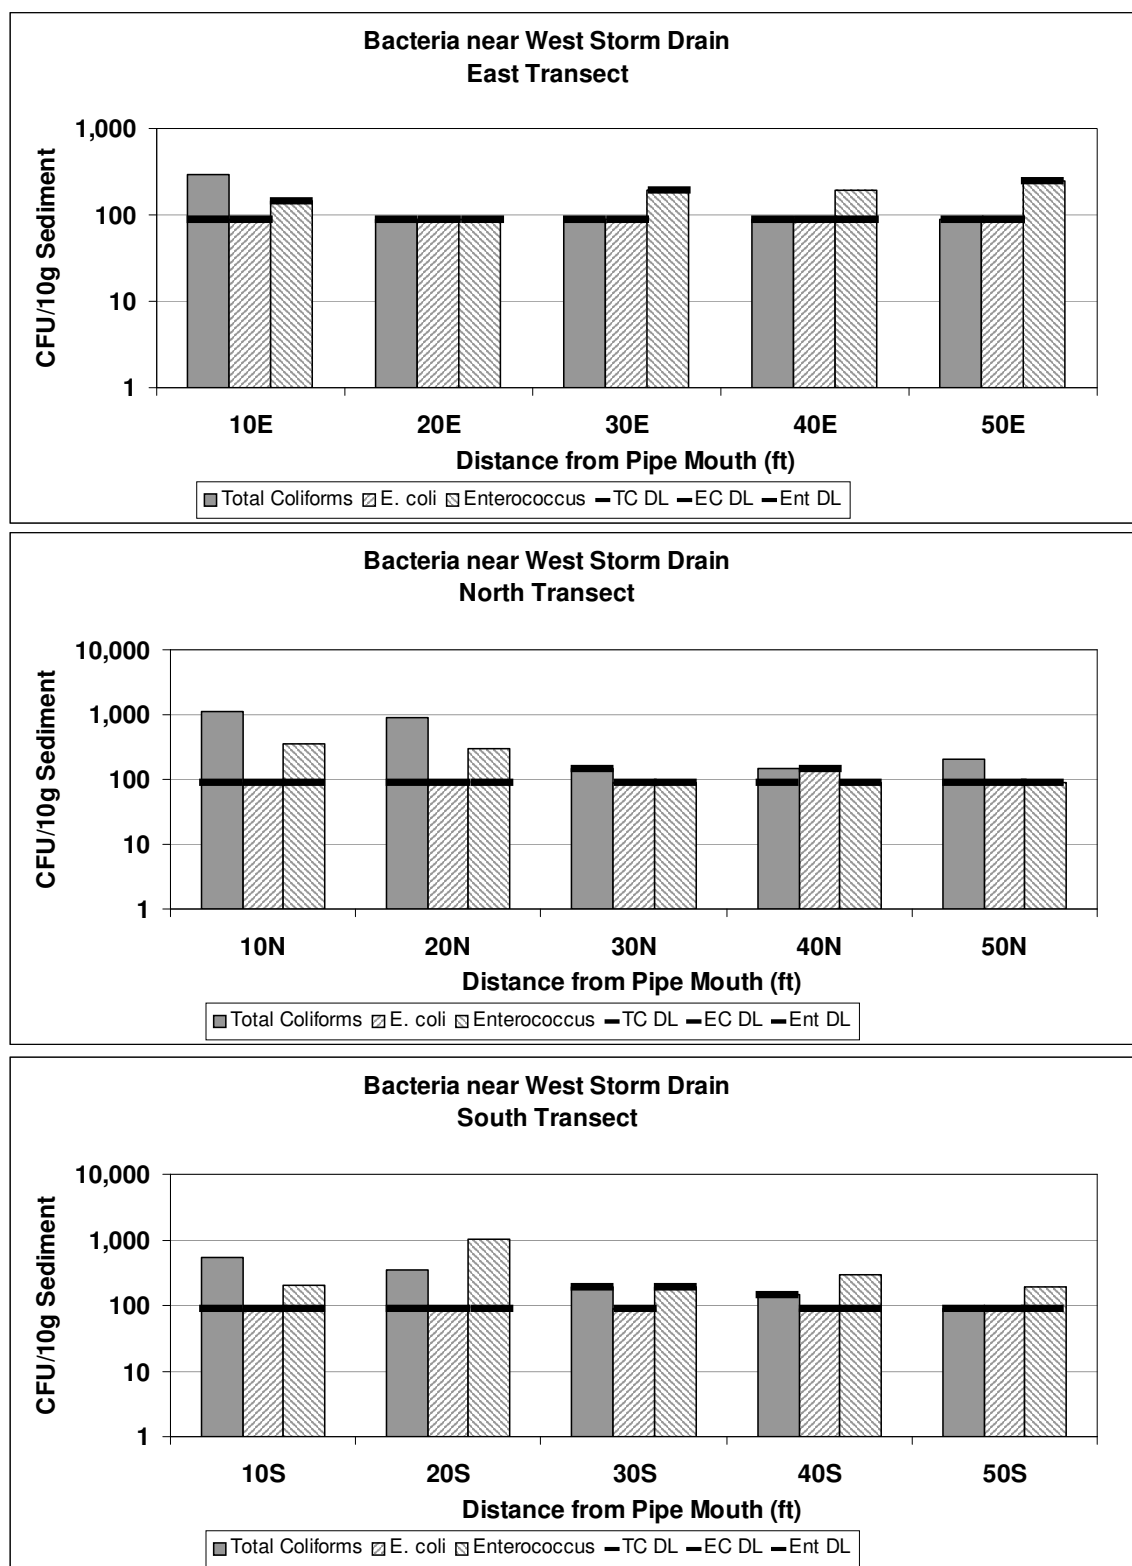 Bacteria near West Storm Drain
East Transect
CFU/10g Sediment
1,000
100
10
1
10E 20E 30E 40E 50E
Distance from Pipe Mouth (ft)
Total Coliforms E. coli Enterococcus TC DL EC DL Ent DL
Bacteria near West Storm Drain
North Transect
CFU/10g Sediment
10,000
1,000
100
10
1
10N 20N 30N 40N 50N
Distance from Pipe Mouth (ft)
Total Coliforms E. coli Enterococcus TC DL EC DL Ent DL
Bacteria near West Storm Drain
South Transect
CFU/10g Sediment
10,000
1,000
100
10
1
10S 20S 30S 40S 50S
Distance from Pipe Mouth (ft)
Total Coliforms E. coli Enterococcus TC DL EC DL Ent DL